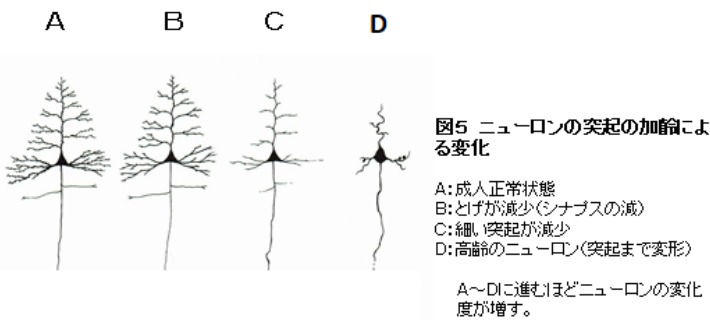 A B C D
図5 ニューロンの突起の加齢によ
る変化
A:成人正常状態
B:とげが減少(シナプスの減)
C:細い突起が減少
D:高齢のニューロン(突起まで変形)
A～Dに進むほどニューロンの変化
度が増す。